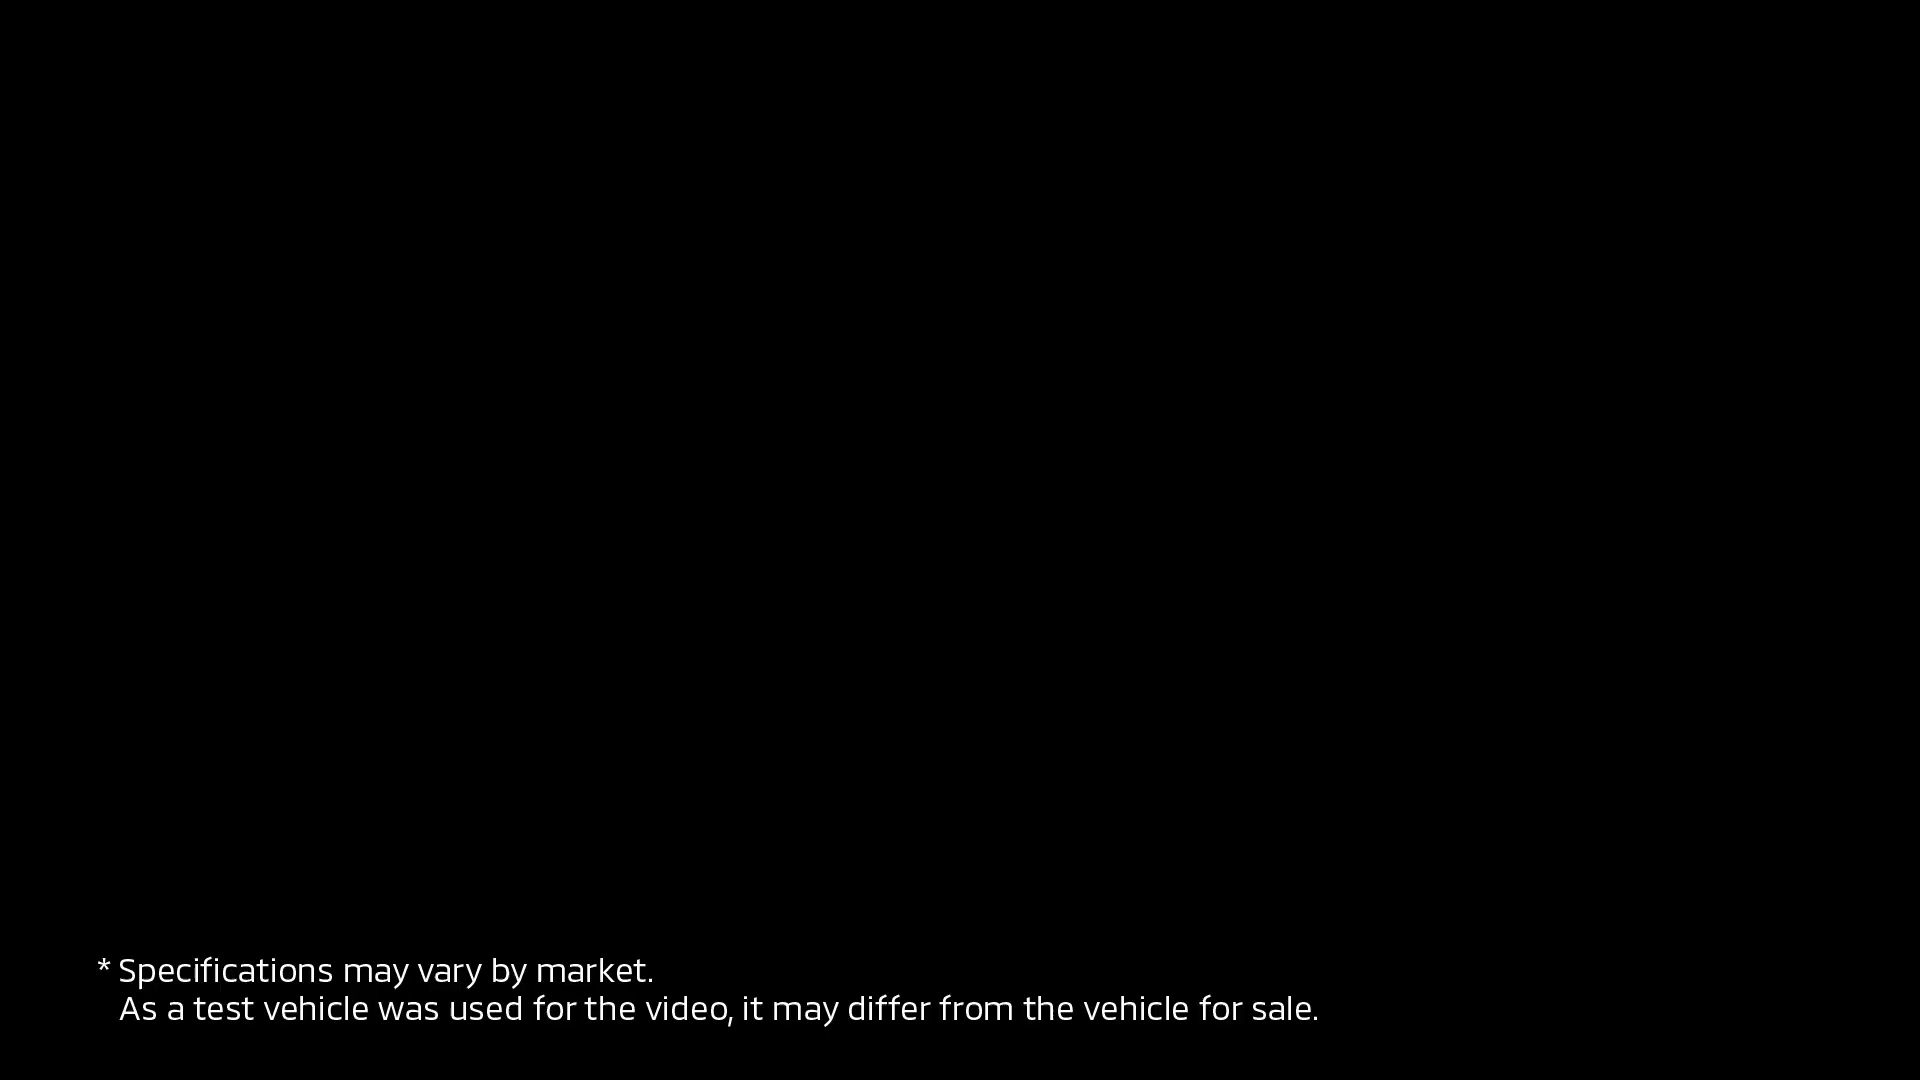 * Specifications may vary by market.
As a test vehicle was used for the video, it may differ from the vehicle for sale.